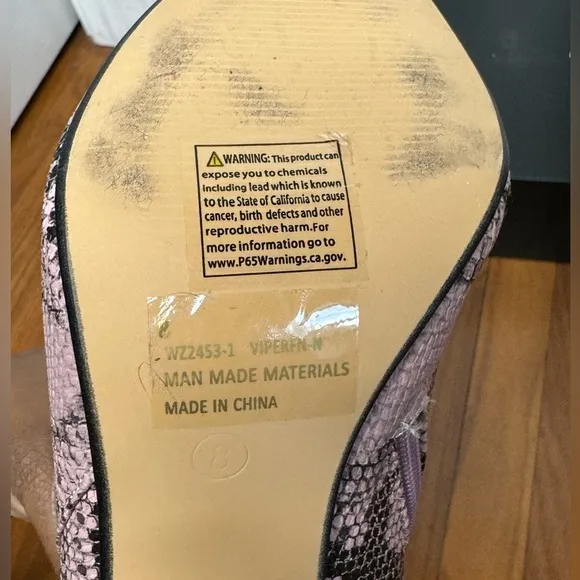 WARNING: This product can
expose you to chemicals
including lead which is known
to the State of California to cause
cancer, birth defects and other
reproductive harm.For
more information go to
www.P65Warnings.ca.gov.
WZ2453-1 VIPERFN-N
MAN MADE MATERIALS
MADE IN CHINA
8